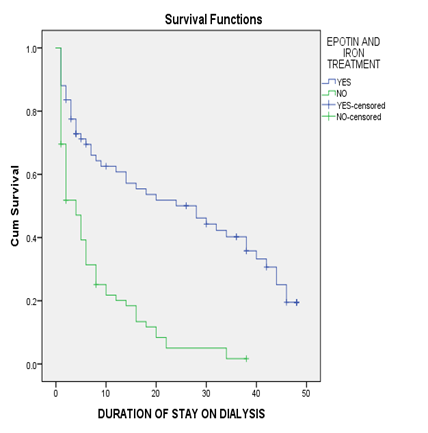 Survival Functions
EPOTIN AND
IRON
TREATMENT
YES
NO
YES-censored
NO-censored
Cum Survival
1.0
0.8
0.6
0.4
0.2
0.0
0 10 20 30 40 50
DURATION OF STAY ON DIALYSIS